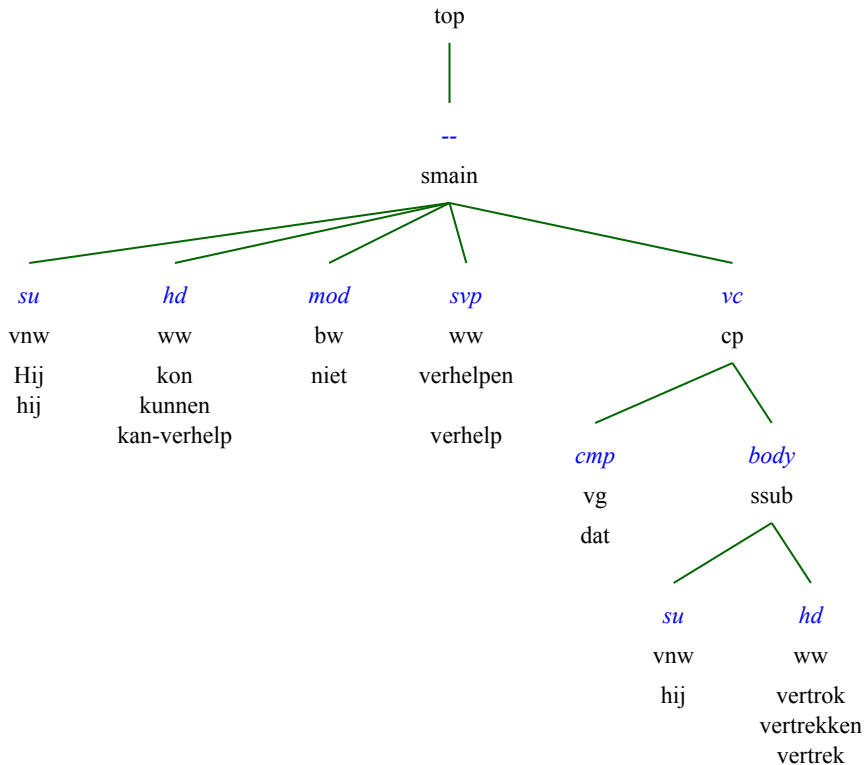 top
--
smain
su hd mod svp vc
vnw ww bw ww cp
Hij kon niet verhelpen
hij kunnen
kan-verhelp verhelp
cmp body
vg ssub
dat
su hd
vnw ww
hij vertrok
vertrekken
vertrek